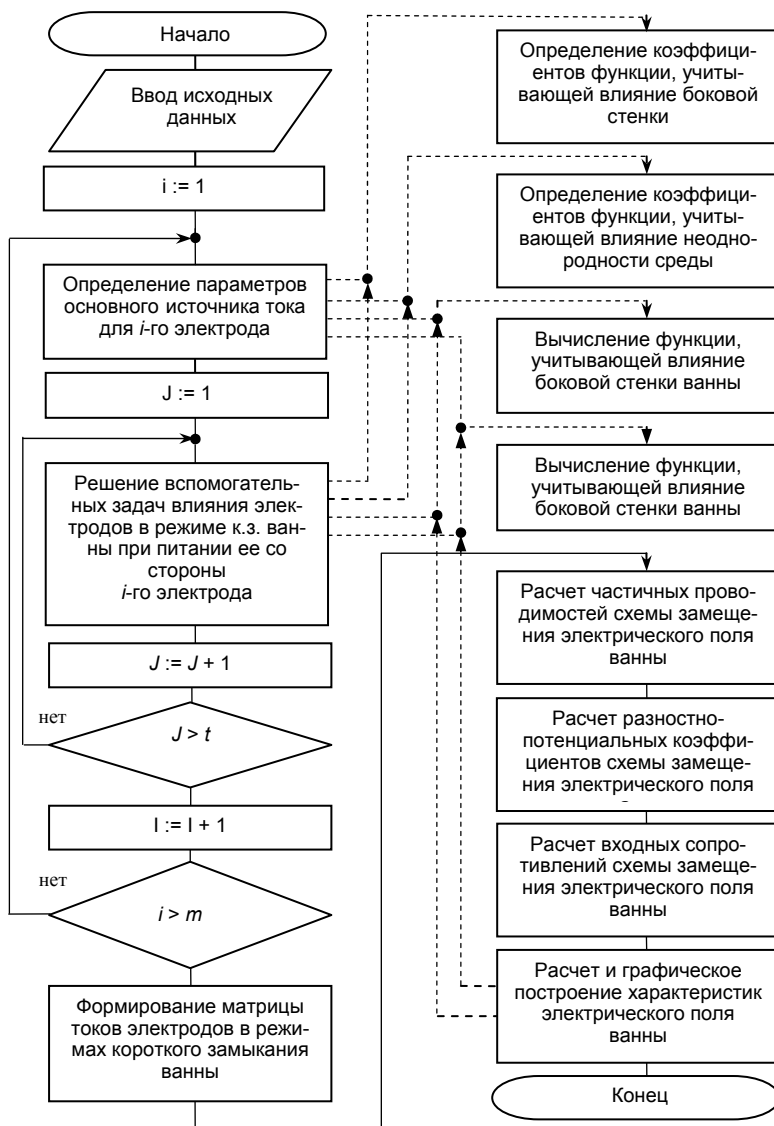 Начало
Ввод исходных
данных
i := 1
Определение параметров
основного источника тока
для i-го электрода
J := 1
Решение вспомогатель-
ных задач влияния элек-
тродов в режиме к.з. ван-
ны при питании ее со
стороны
i-го электрода
J := J + 1
нет
J > t
I := I + 1
нет
i > m
Формирование матрицы
токов электродов в режи-
мах короткого замыкания
ванны
Определение коэффици-
ентов функции, учиты-
вающей влияние боковой
стенки
Определение коэффици-
ентов функции, учиты-
вающей влияние неодно-
родности среды
Вычисление функции,
учитывающей влияние
боковой стенки ванны
Вычисление функции,
учитывающей влияние
боковой стенки ванны
Расчет частичных прово-
димостей схемы замеще-
ния электрического поля
ванны
Расчет разностно-
потенциальных коэффи-
циентов схемы замеще-
ния электрического поля
Расчет входных сопро-
тивлений схемы замеще-
ния электрического поля
ванны
Расчет и графическое
построение характеристик
электрического поля
ванны
Конец